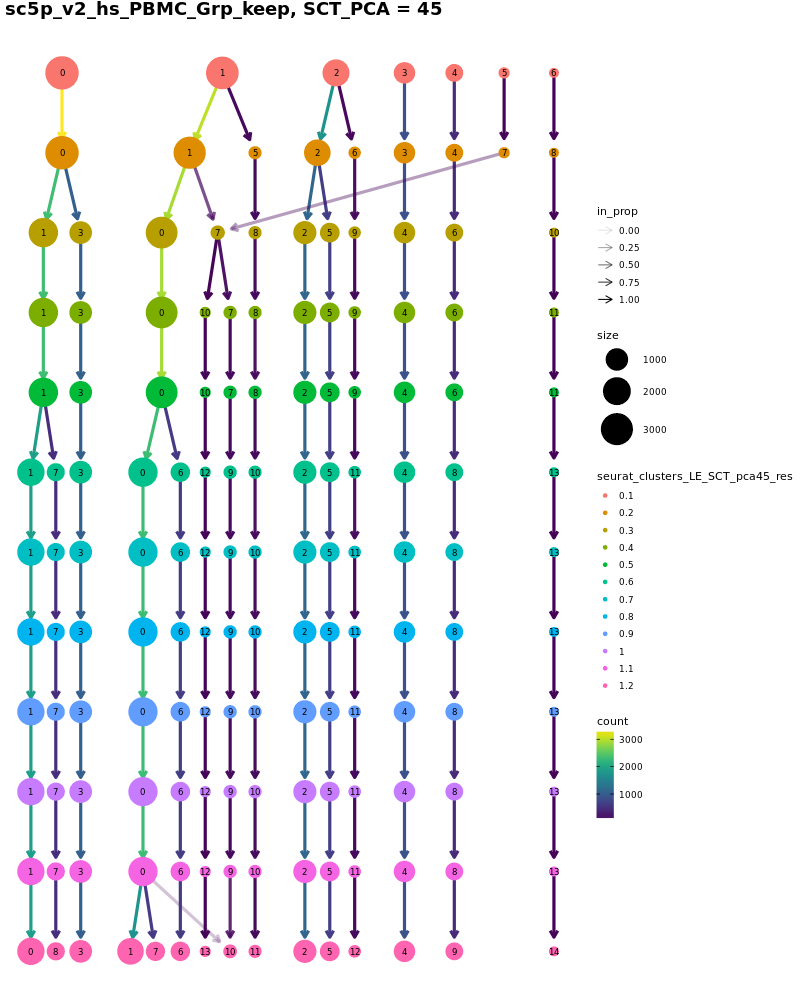 sc5p_v2_hs_PBMC_Grp_keep, SCT_PCA = 45
0 1 2 3 4 5 6
0 1 5 2 6 3 4 7 8
1 3 0 7 8 2 5 9 4 6 10
1 3 0 10 7 8 2 5 9 4 6 11
1 3 0 10 7 8 2 5 9 4 6 11
1 7 3 0 6 12 9 10 2 5 11 4 8 13
1 7 3 0 6 12 9 10 2 5 11 4 8 13
1 7 3 0 6 12 9 10 2 5 11 4 8 13
1 7 3 0 6 12 9 10 2 5 11 4 8 13
1 7 3 0 6 12 9 10 2 5 11 4 8 13
1 7 3 0 6 12 9 10 2 5 11 4 8 13
0 8 3 1 7 6 13 10 11 2 5 12 4 9 14
in_prop
0.00
0.25
0.50
0.75
1.00
size
1000
2000
3000
seurat_clusters_LE_SCT_pca45_res
0.1
0.2
0.3
0.4
0.5
0.6
0.7
0.8
0.9
1
1.1
1.2
count
3000
2000
1000